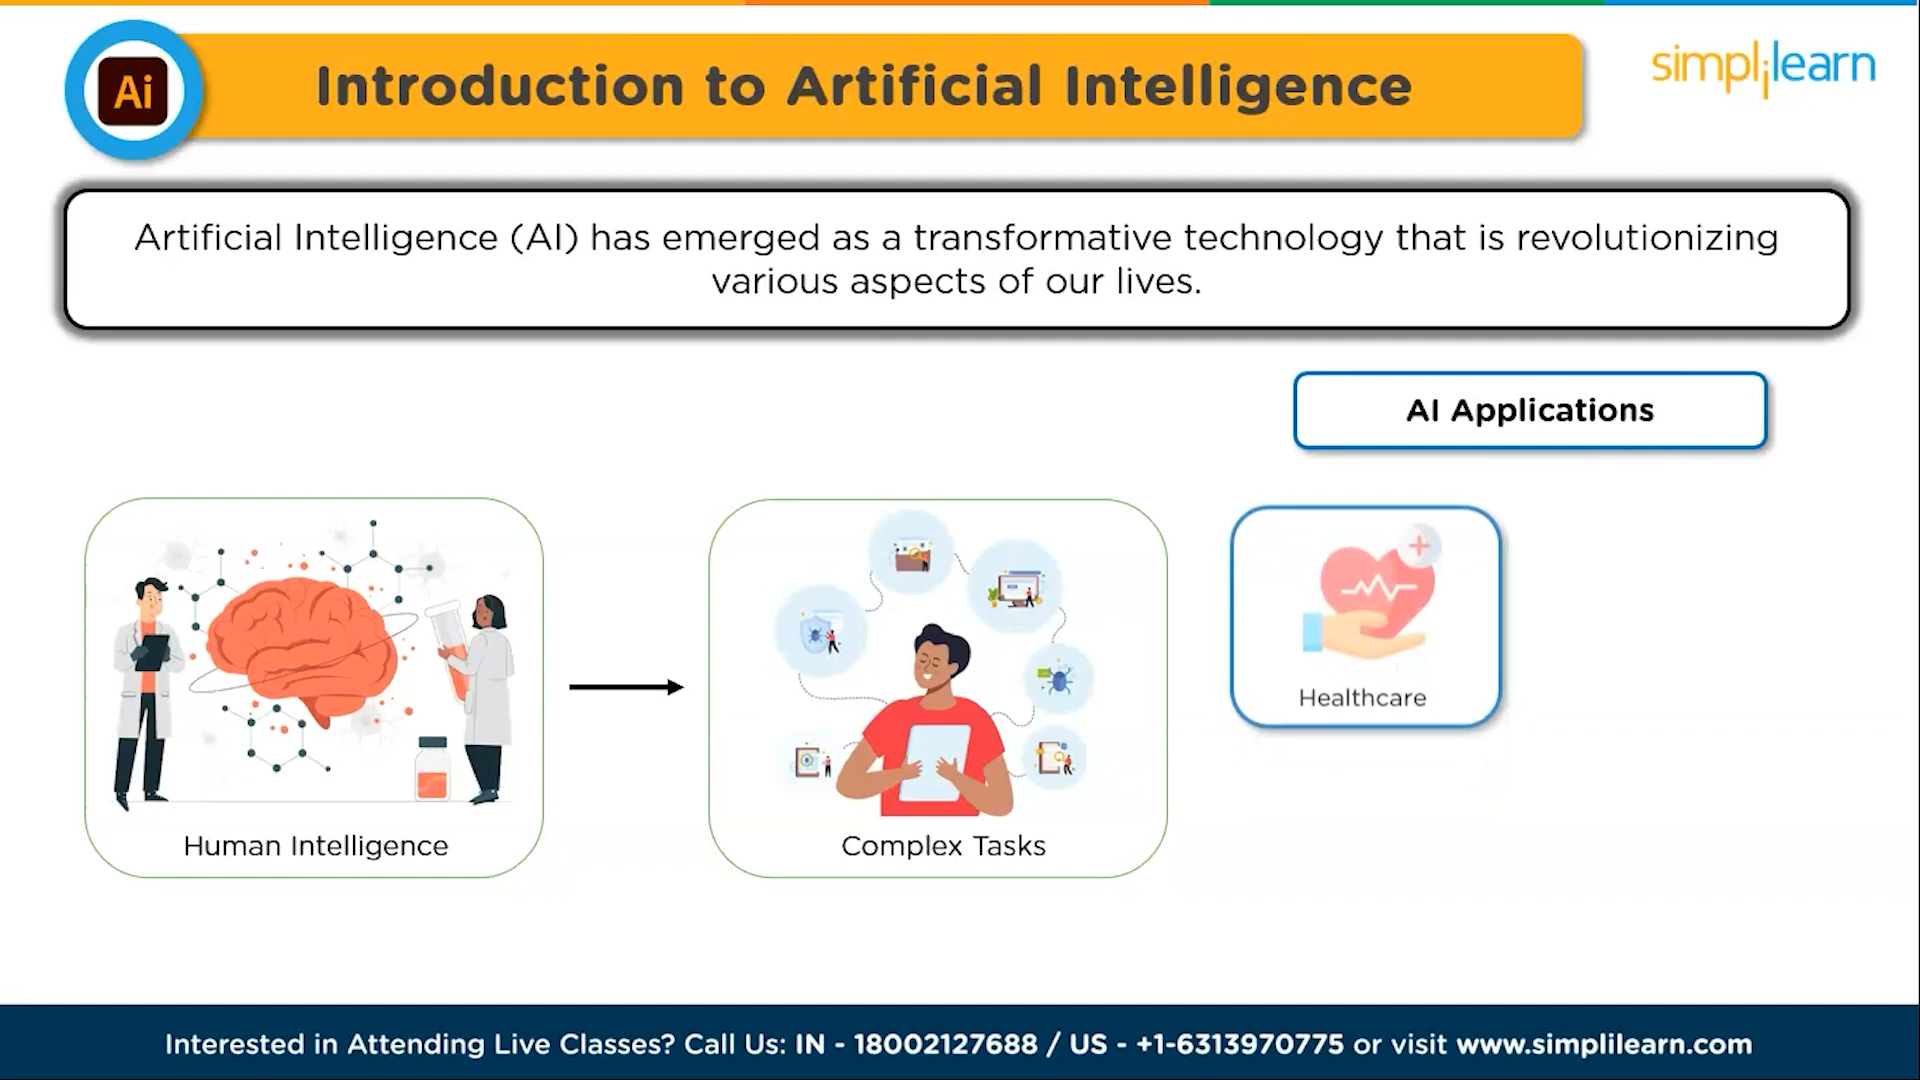 Ai
Introduction to Artificial Intelligence
simplilearn
Artificial Intelligence (AI) has emerged as a transformative technology that is revolutionizing
various aspects of our lives.
AI Applications
Human Intelligence
Complex Tasks
Healthcare
Interested in Attending Live Classes? Call Us: IN - 18002127688 / US - +1-6313970775 or visit www.simplilearn.com